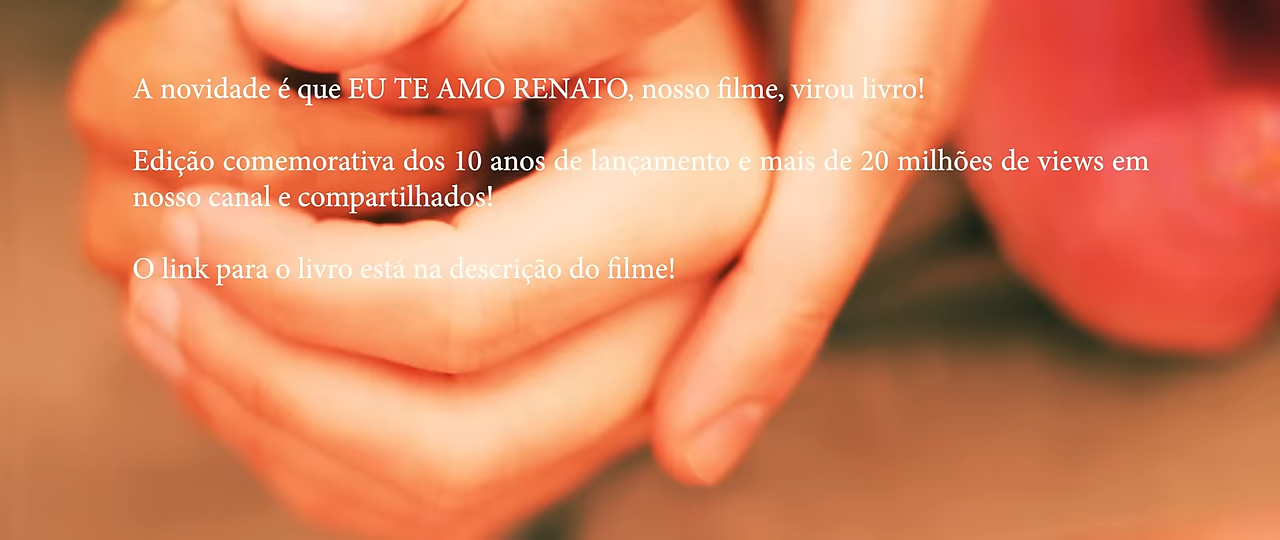 A novidade é que EU TE AMO RENATO, nosso filme, virou livro!
Edição comemorativa dos 10 anos de lançamento e mais de 20 milhões de views em
nosso canal e compartilhados!
O link para o livro está na descrição do filme!